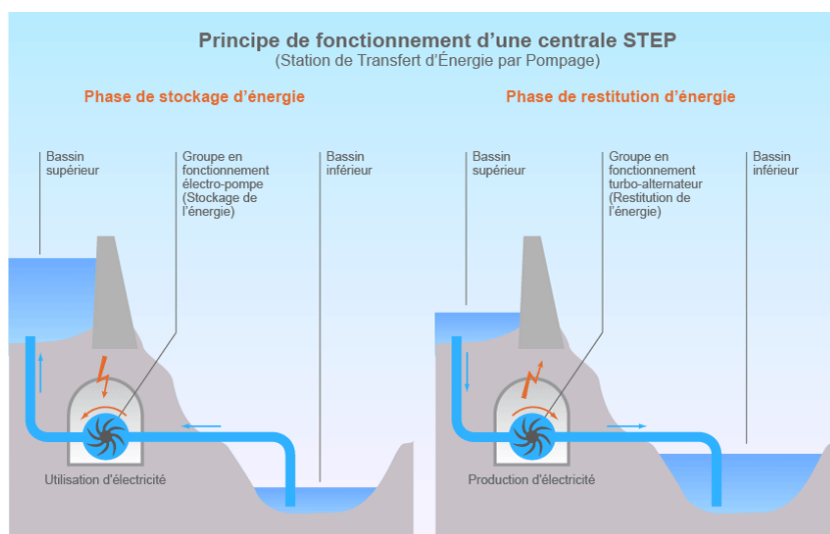 Principe de fonctionnement d'une centrale STEP
(Station de Transfert d'Énergie par Pompage)
Phase de stockage d'énergie
Bassin
supérieur
Groupe en
fonctionnement
électro-pompe
(Stockage de
l'énergie)
Bassin
inférieur
Utilisation d'électricité
Phase de restitution d'énergie
Bassin
supérieur
Groupe en
fonctionnement
turbo-alternateur
(Restitution de
l'énergie)
Bassin
inférieur
Production d'électricité